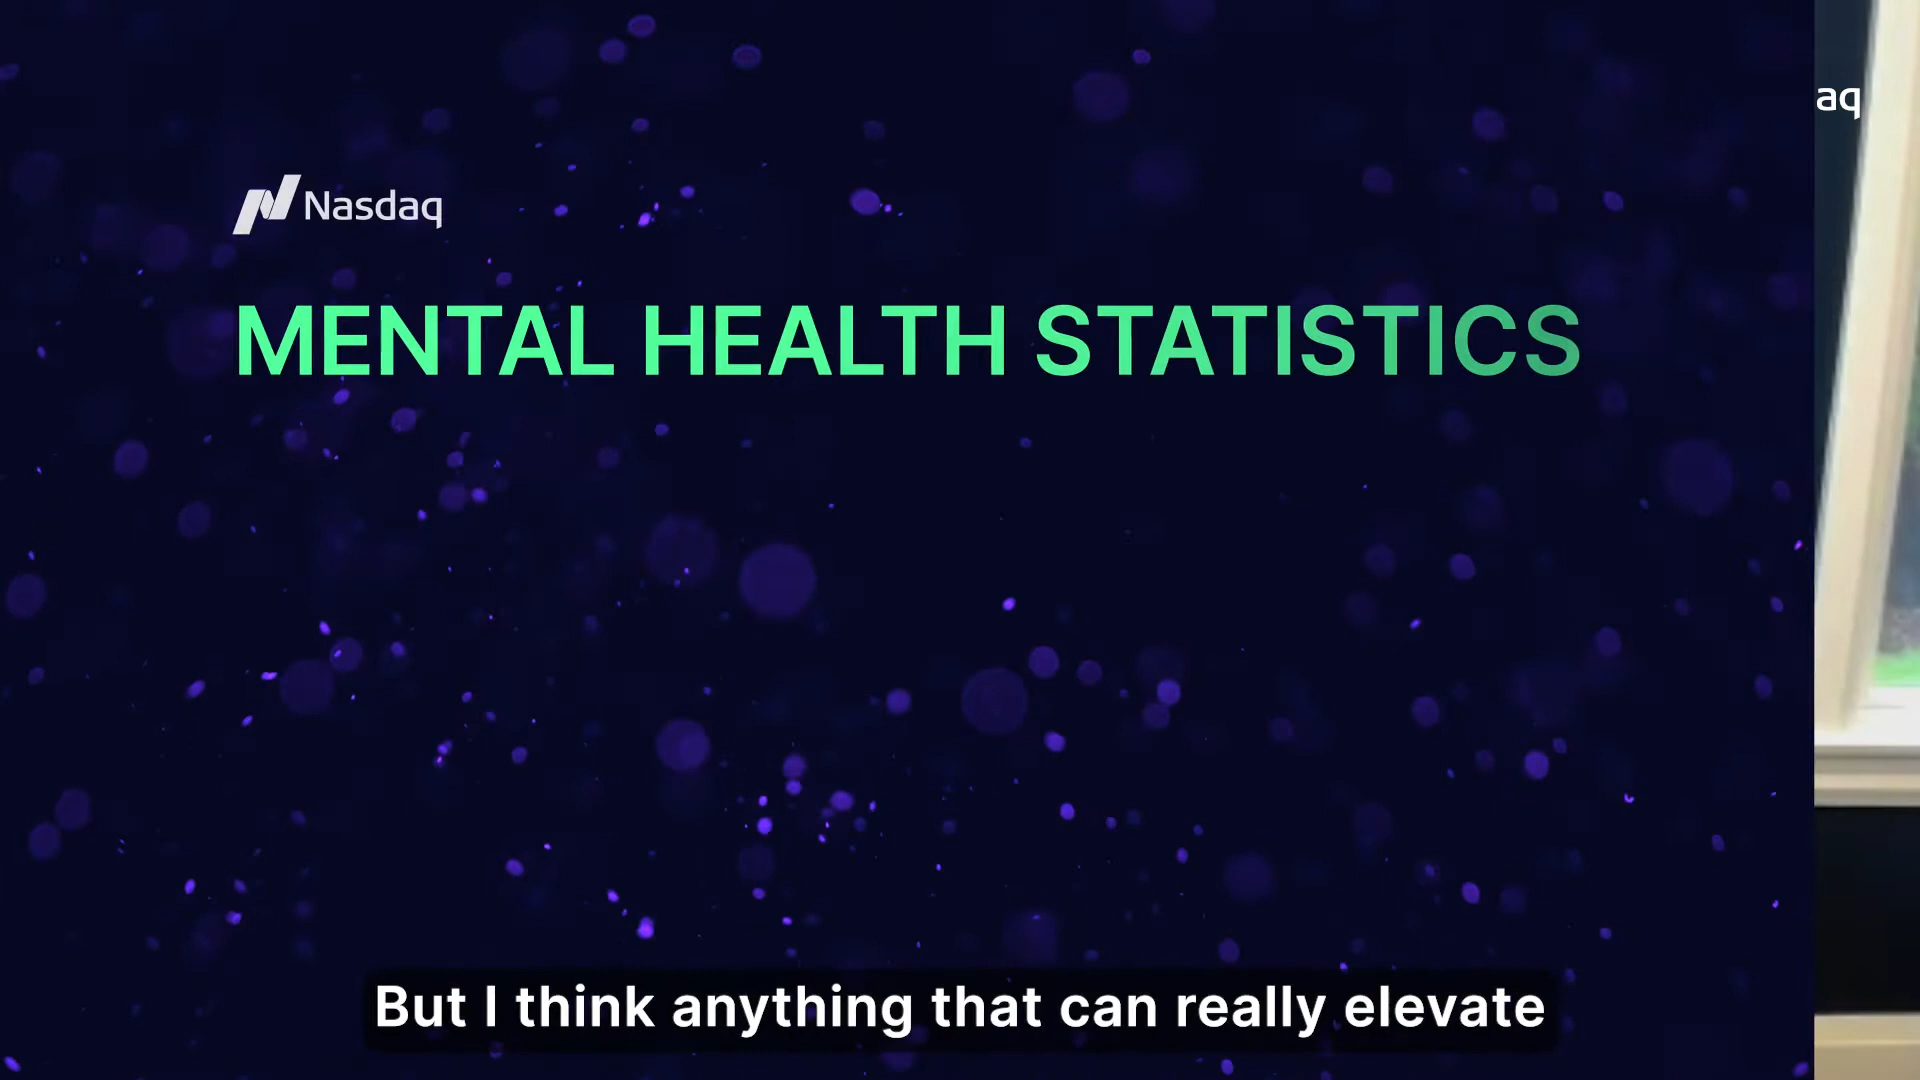 aq
Nasdaq
MENTAL HEALTH STATISTICS
But I think anything that can really elevate